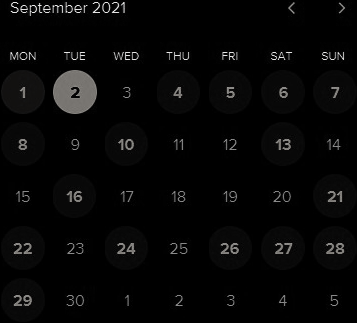 September 2021
MON TUE WED THU FRI SAT SUN
1 2 3 4 5 6 7
8 9 10 11 12 13 14
15 16 17 18 19 20 21
22 23 24 25 26 27 28
29 30 1 2 3 4 5